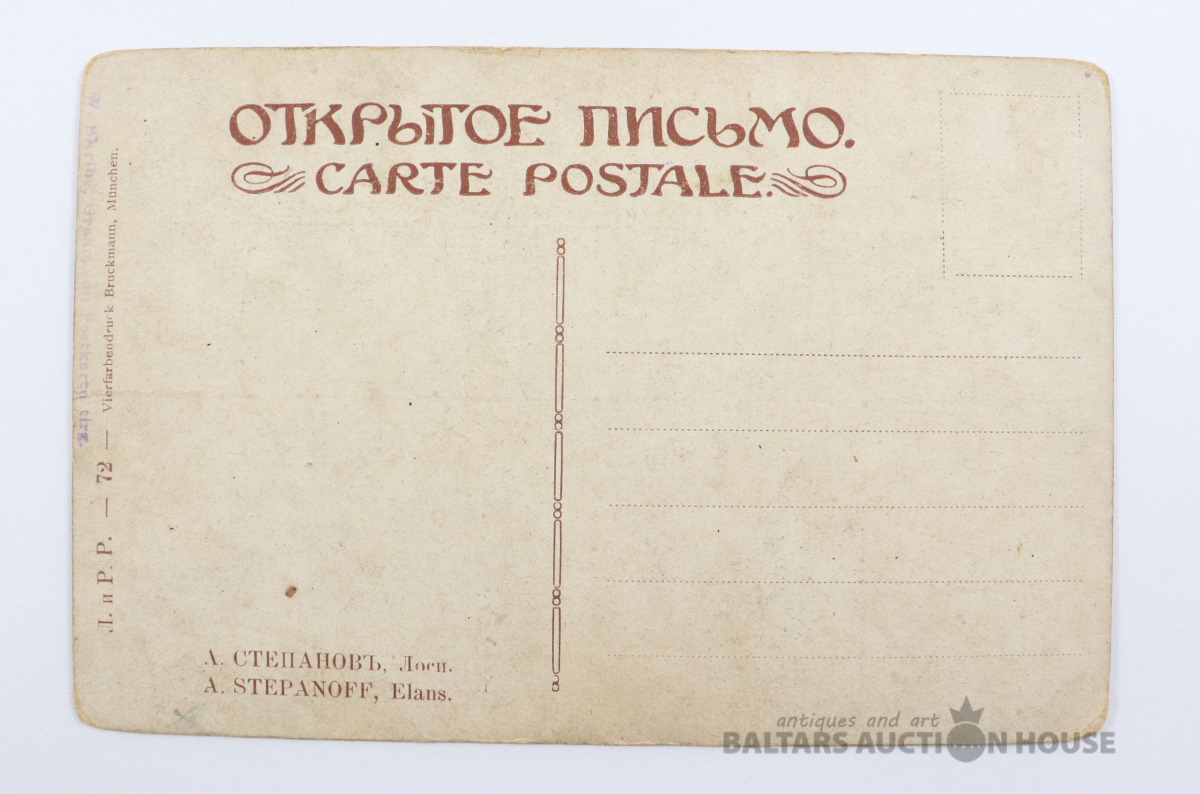 ОТКРЫТОЕ ПИСЬМО.
CARTE POSTALE.
Л. и Р. Р. — 72 — Vierfarbendruck Bruckmann, München.
А. СТЕПАНОВЪ, Лоси.
A. STEPANOFF, Elans.
antiques and art
BALTARS AUCTION HOUSE